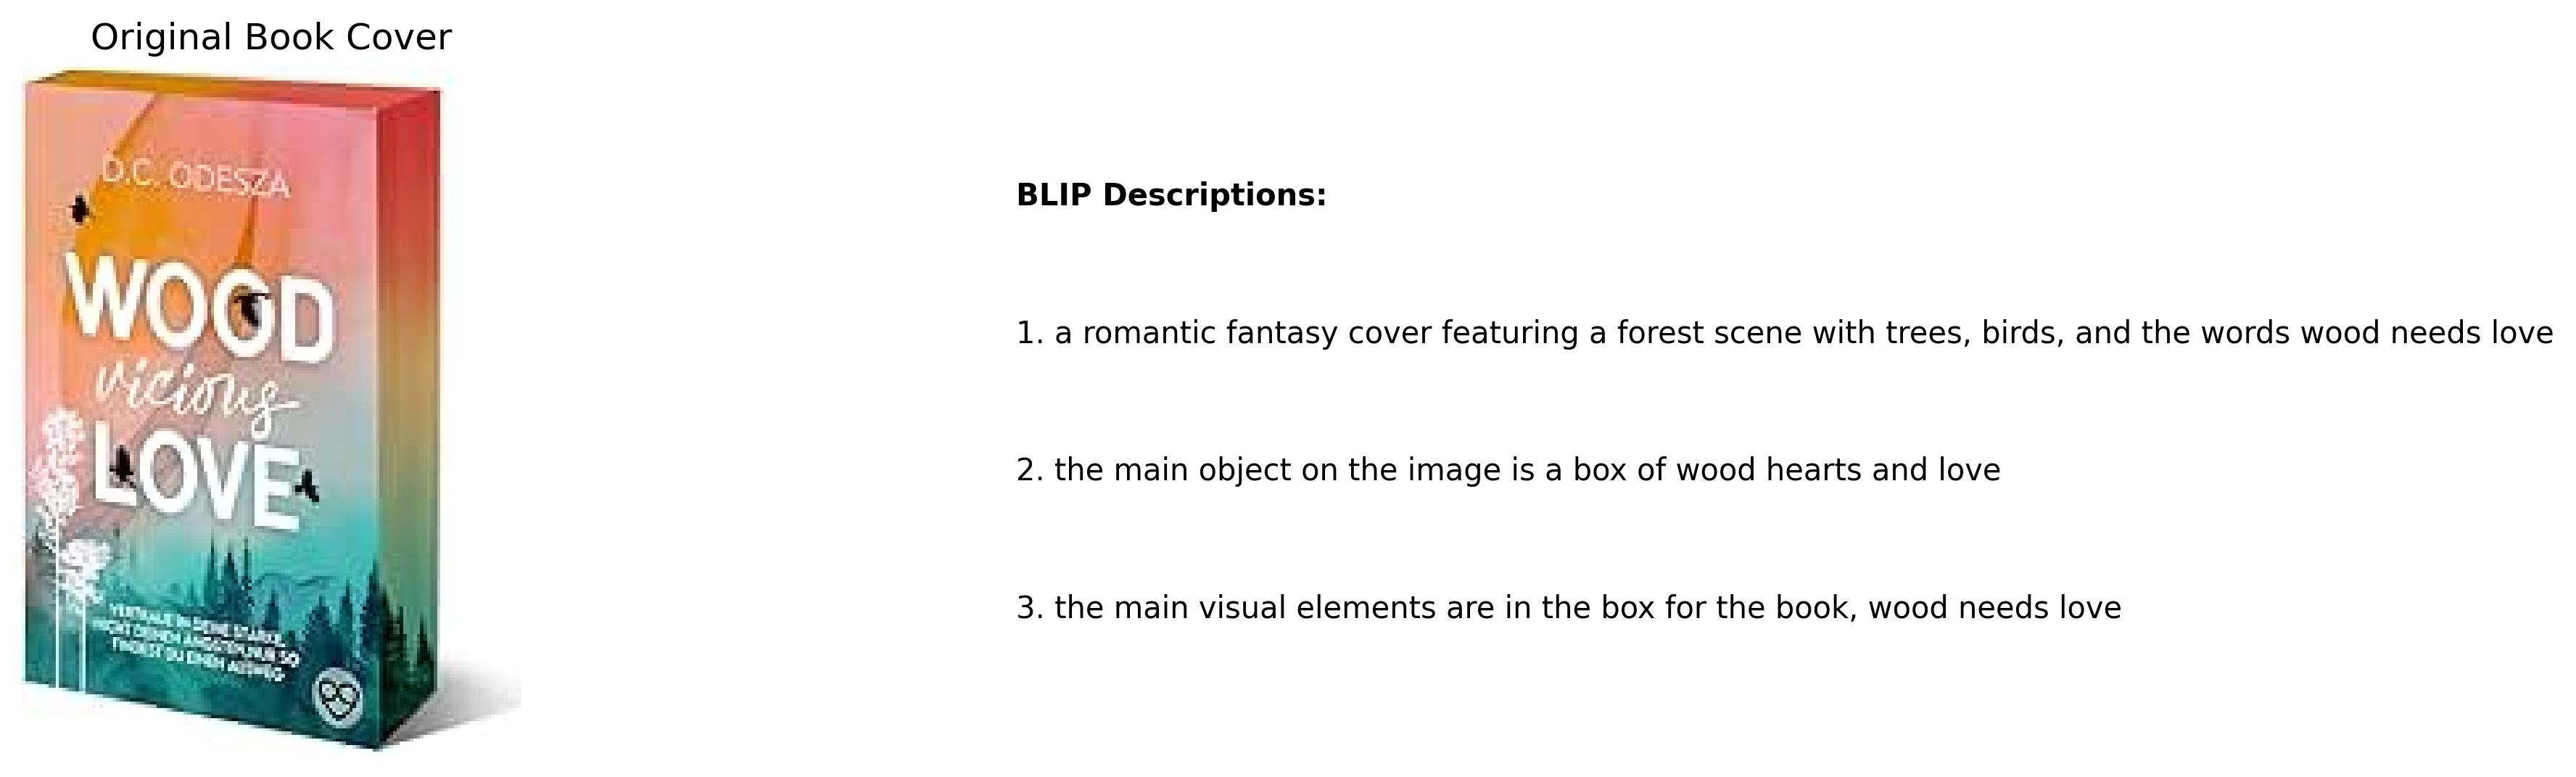 Original Book Cover
D.C. ODESZA
WOOD
vicious
LOVE
VERTRAUE IN DEINE STÄRKE,
NICHT DEINEN ÄNGSTEN, NUR SO
FINDEST DU EINEN AUSWEG
BLIP Descriptions:
1. a romantic fantasy cover featuring a forest scene with trees, birds, and the words wood needs love
2. the main object on the image is a box of wood hearts and love
3. the main visual elements are in the box for the book, wood needs love